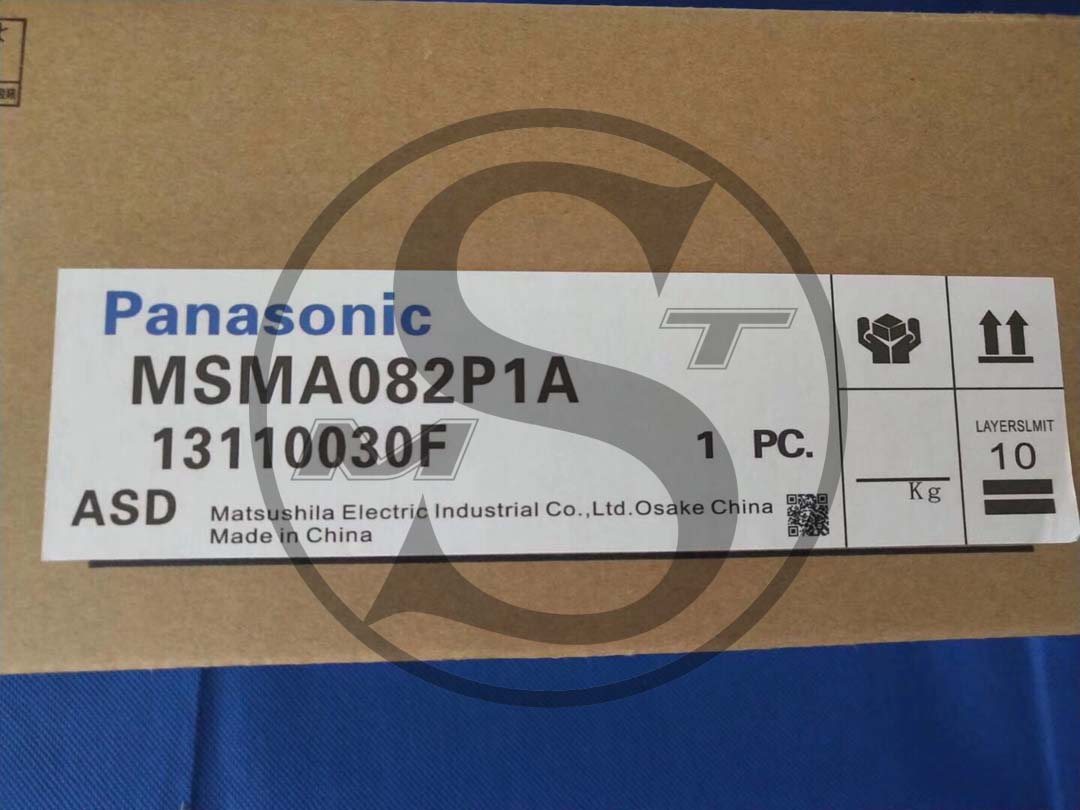 Panasonic
MSMA082P1A
13110030F
1 PC.
ASD
Matsushila Electric Industrial Co.,Ltd.Osake China
Made in China
Kg
LAYERSLMIT
10
S
T
M